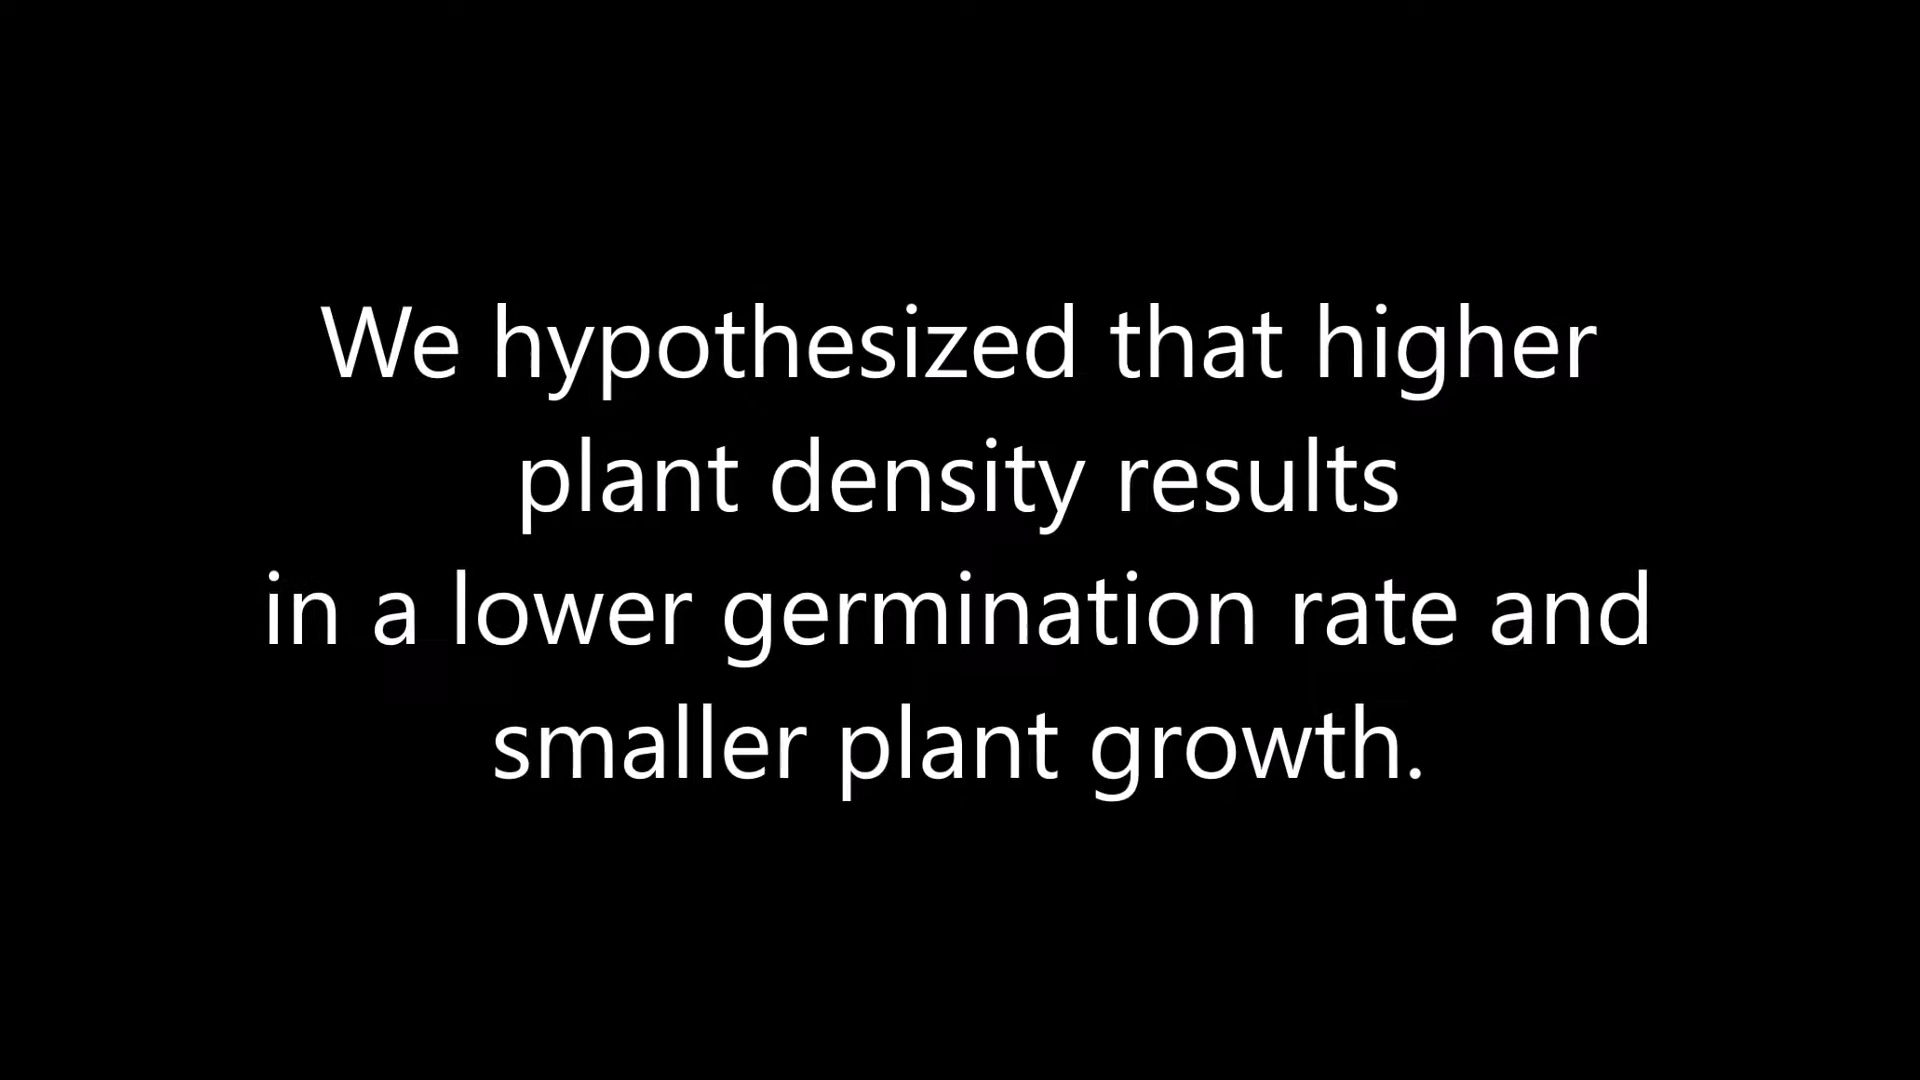 We hypothesized that higher
plant density results
in a lower germination rate and
smaller plant growth.